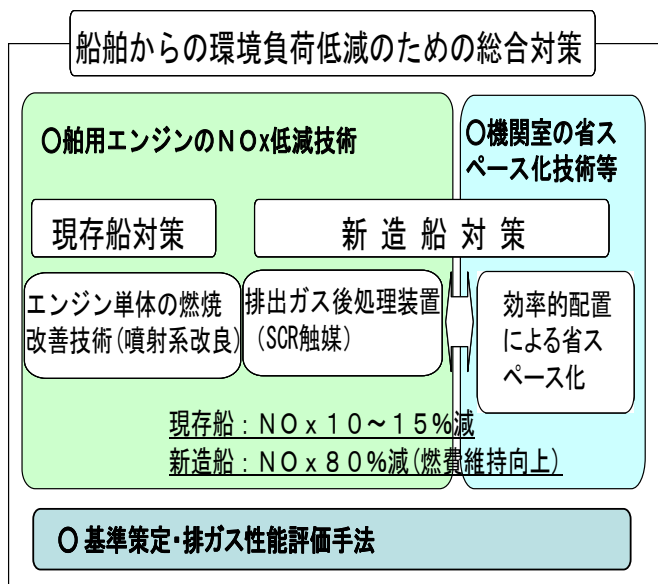 船舶からの環境負荷低減のための総合対策
○舶用エンジンのＮＯx低減技術
○機関室の省ス
ペース化技術等
現存船対策
新 造 船 対 策
エンジン単体の燃焼
改善技術(噴射系改良)
排出ガス後処理装置
(SCR触媒)
効率的配置
による省ス
ペース化
現存船：ＮＯｘ１０～１５%減
新造船：ＮＯｘ８０%減(燃費維持向上)
○ 基準策定・排ガス性能評価手法